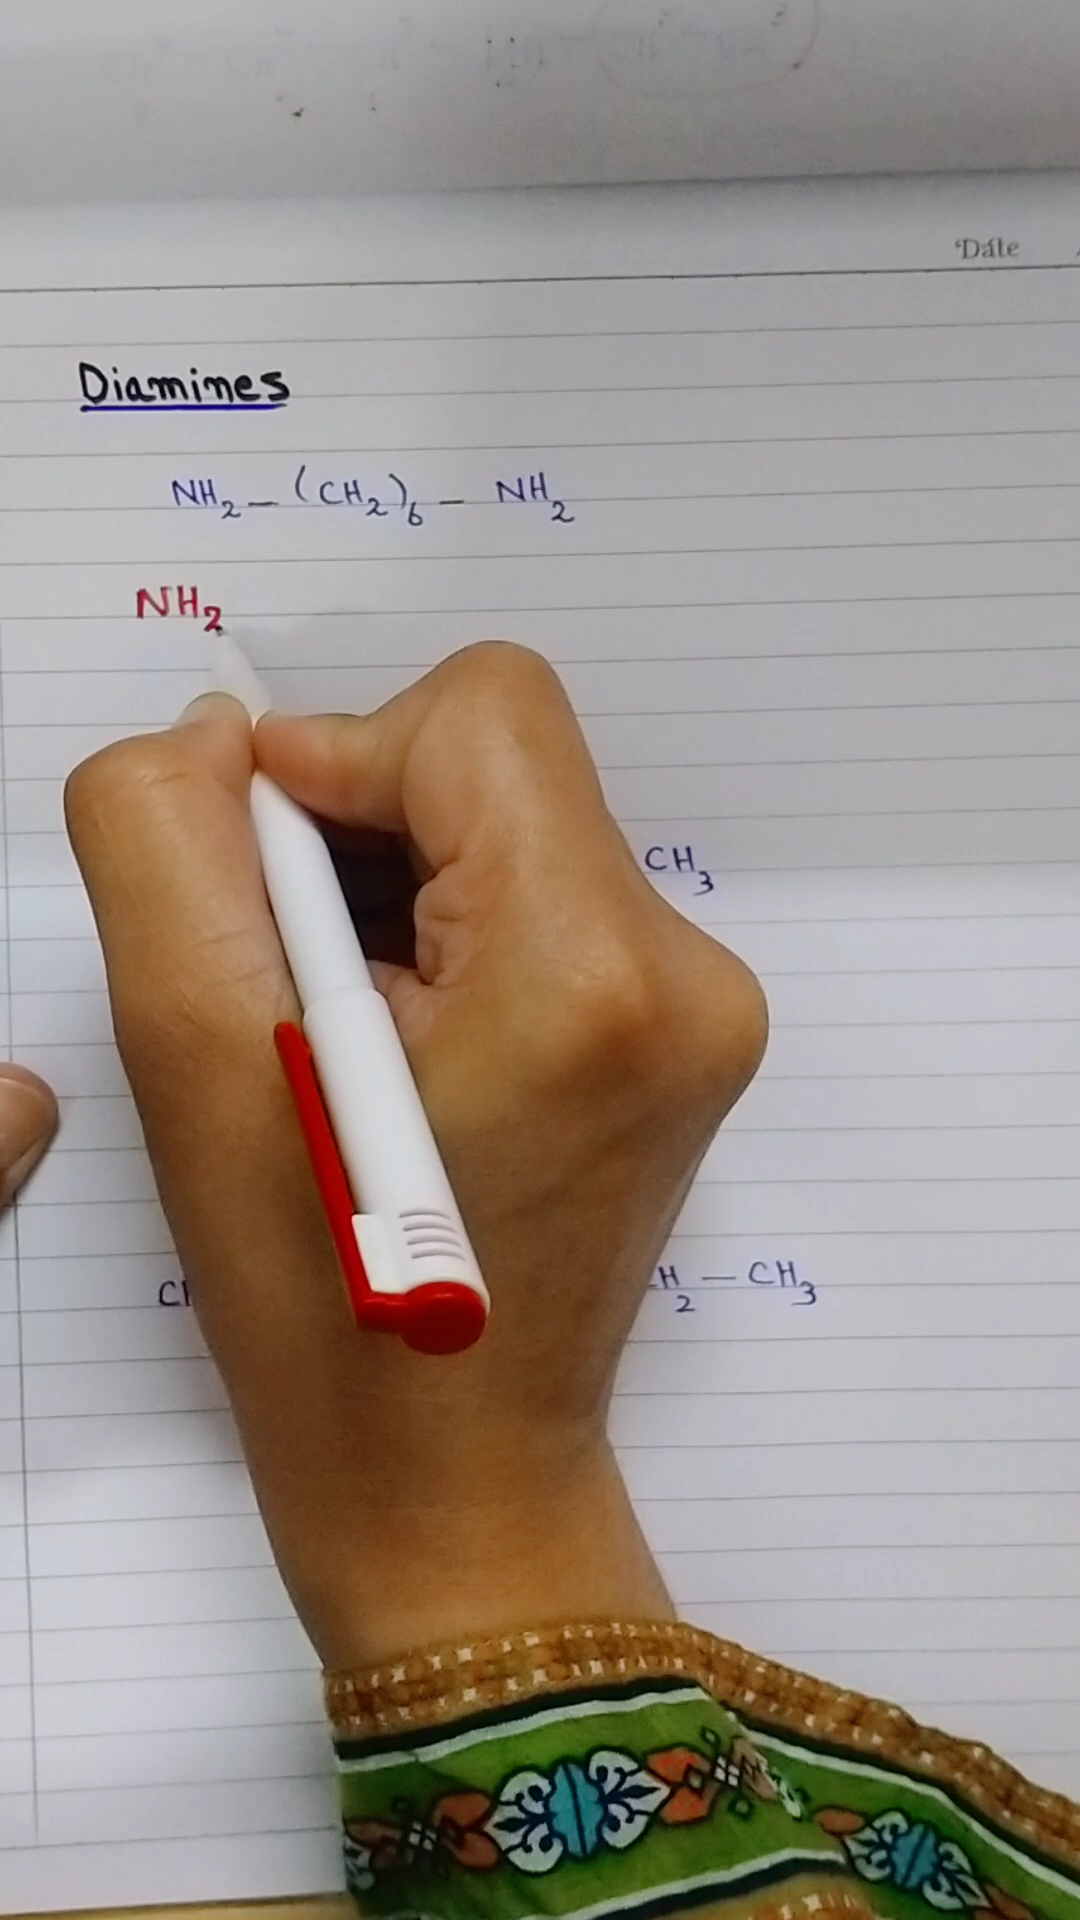 Date
Diamines
NH₂ – (CH₂)₆ – NH₂
NH₂
CH₃
H₂ – CH₃